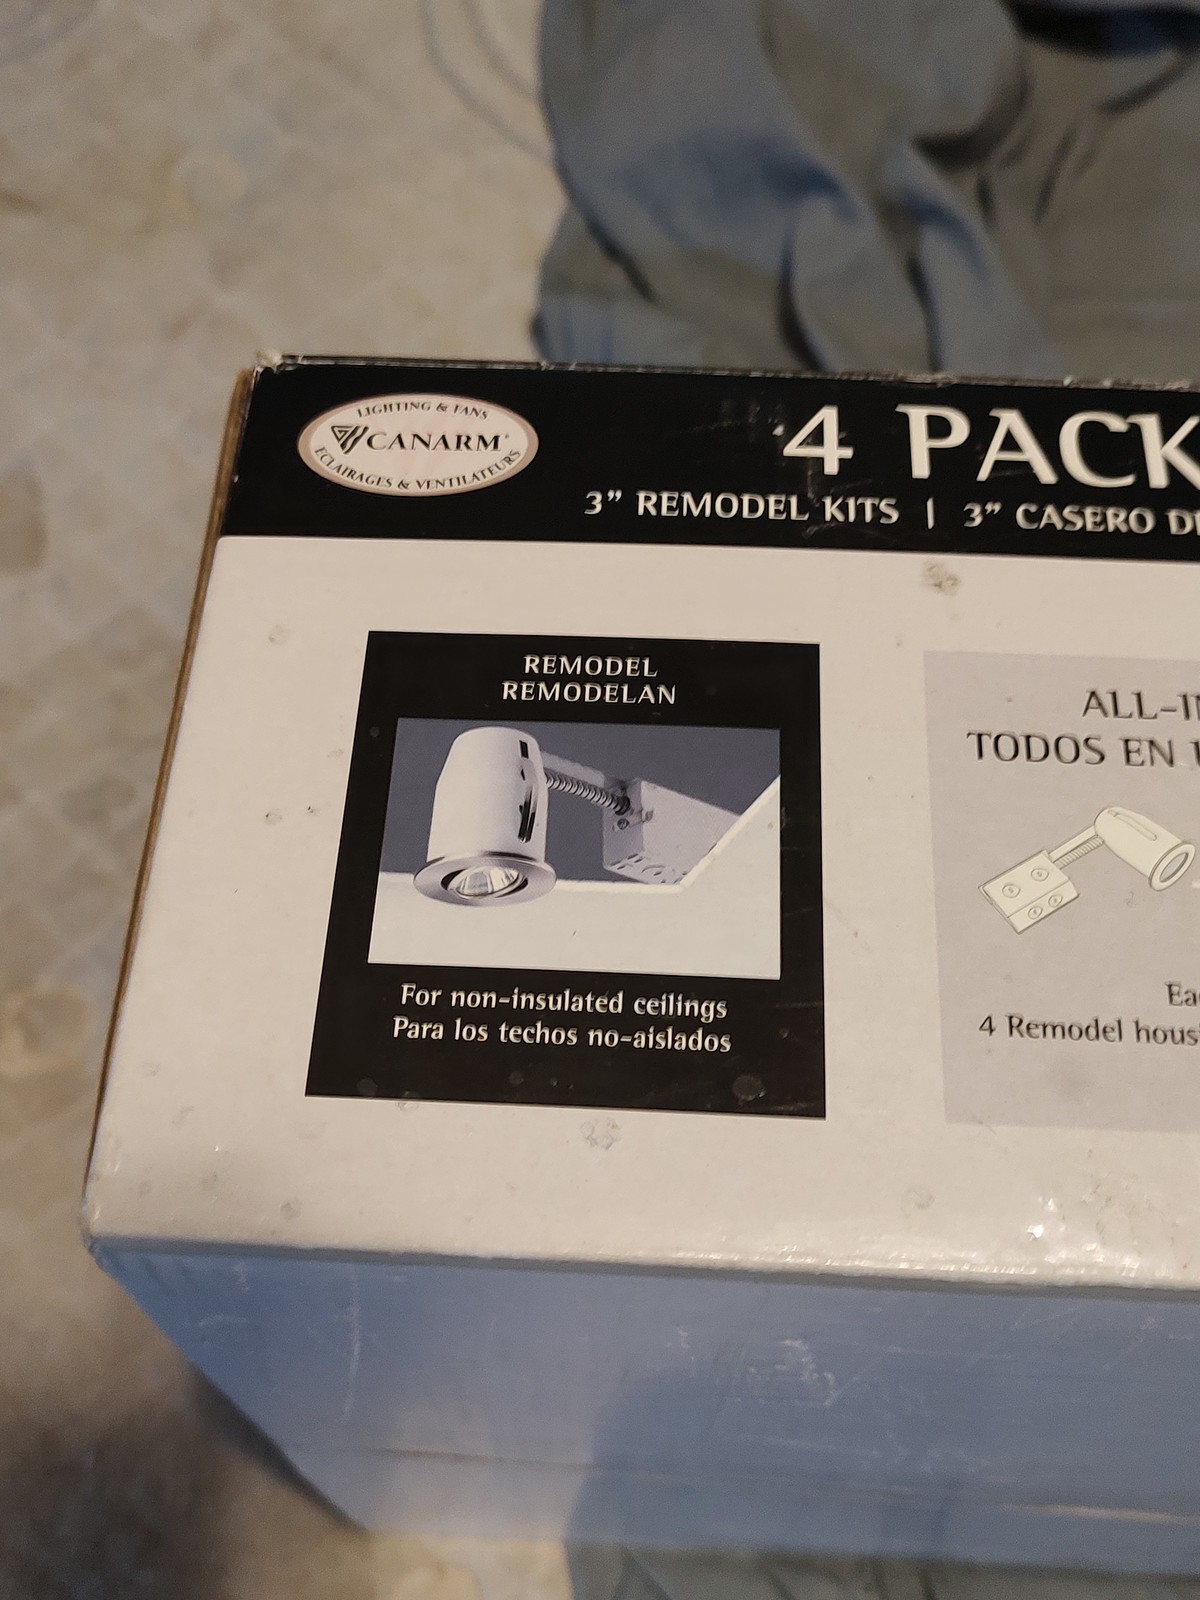 LIGHTING & FANS
CANARM
ECLAIRAGES & VENTILATEURS
4 PACK
3" REMODEL KITS | 3" CASERO
REMODEL
REMODELAN
For non-insulated ceilings
Para los techos no-aislados
TODOS EN
4 Remodel